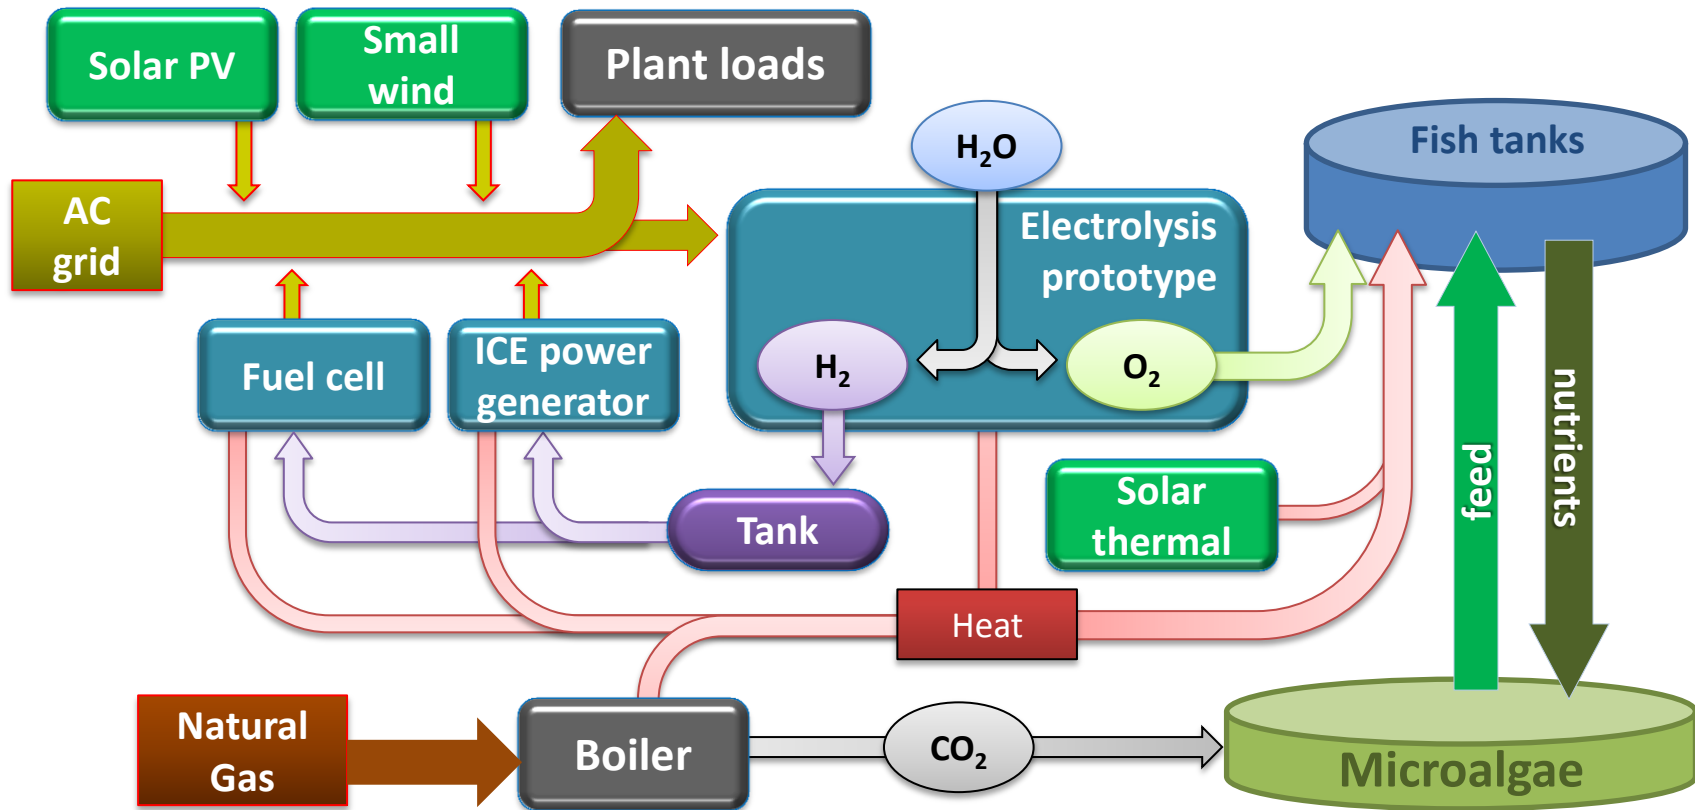 Solar PV
Small
wind
Plant loads
AC
grid
H₂O
Electrolysis
prototype
Fish tanks
Fuel cell
ICE power
generator
H₂
O₂
Tank
Solar
thermal
feed
nutrients
Heat
Natural
Gas
Boiler
CO₂
Microalgae